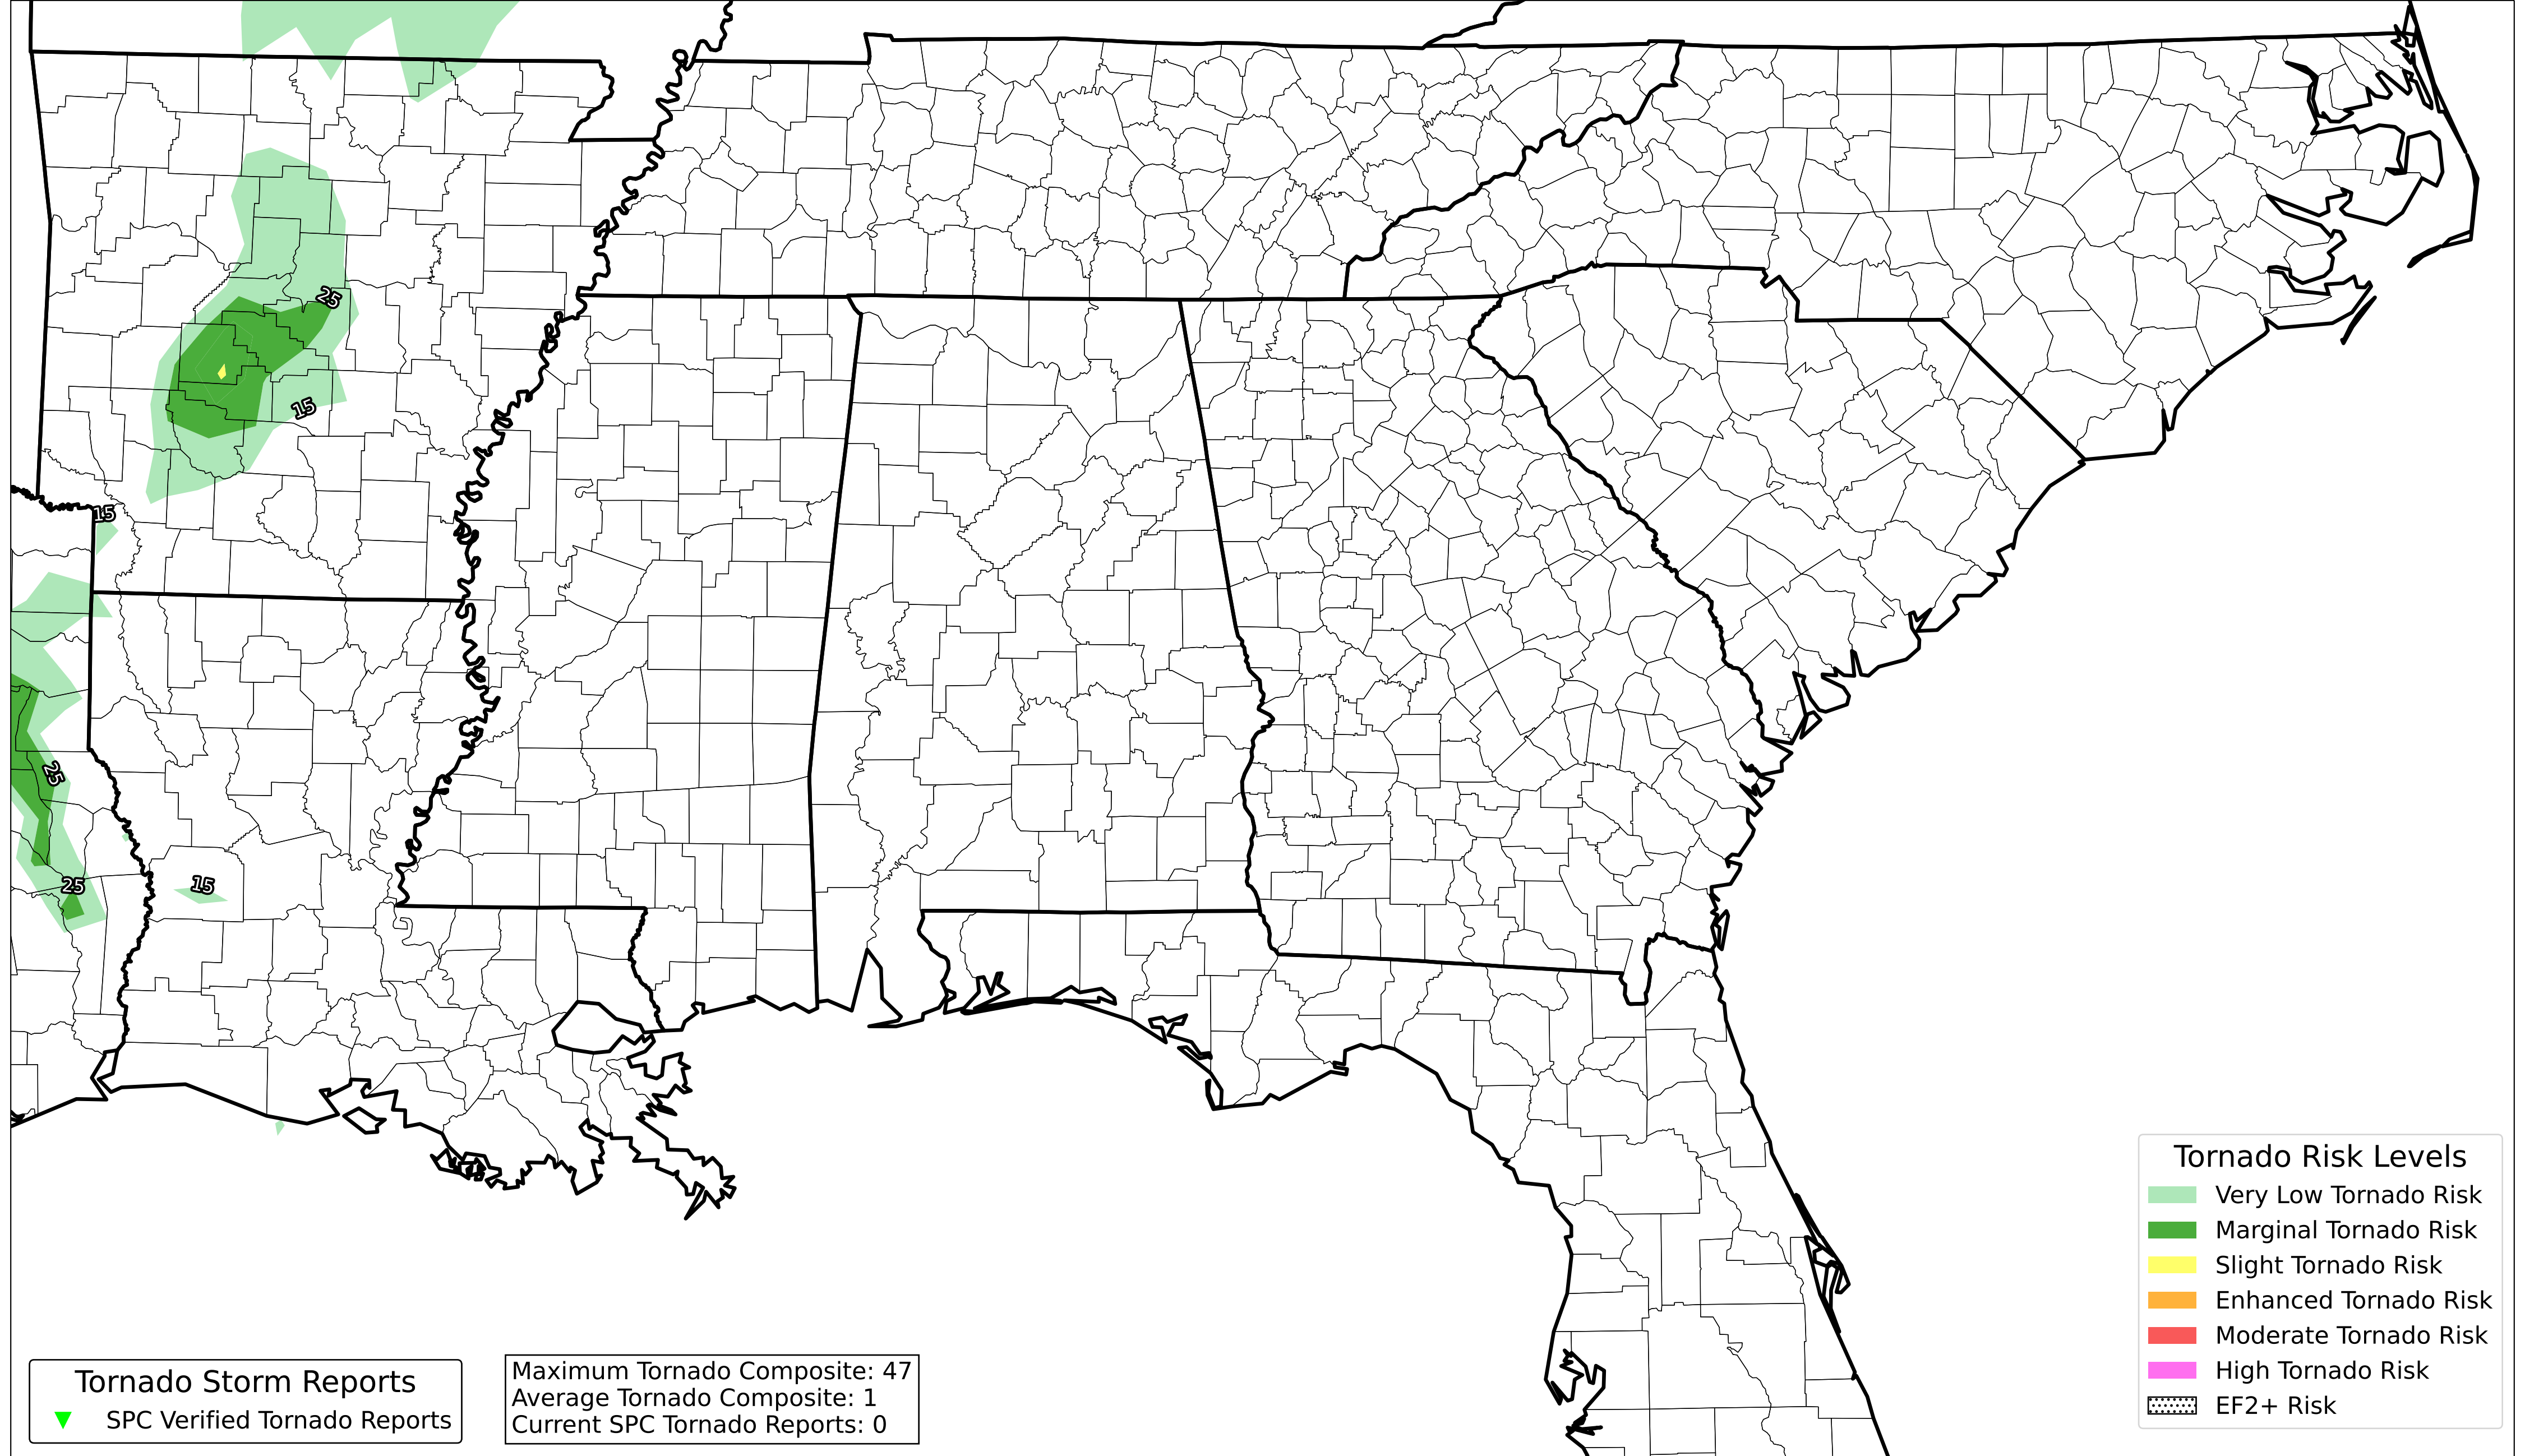 25
15
15
25
25
15
Tornado Risk Levels
Very Low Tornado Risk
Marginal Tornado Risk
Slight Tornado Risk
Enhanced Tornado Risk
Moderate Tornado Risk
High Tornado Risk
EF2+ Risk
Tornado Storm Reports
SPC Verified Tornado Reports
Maximum Tornado Composite: 47
Average Tornado Composite: 1
Current SPC Tornado Reports: 0